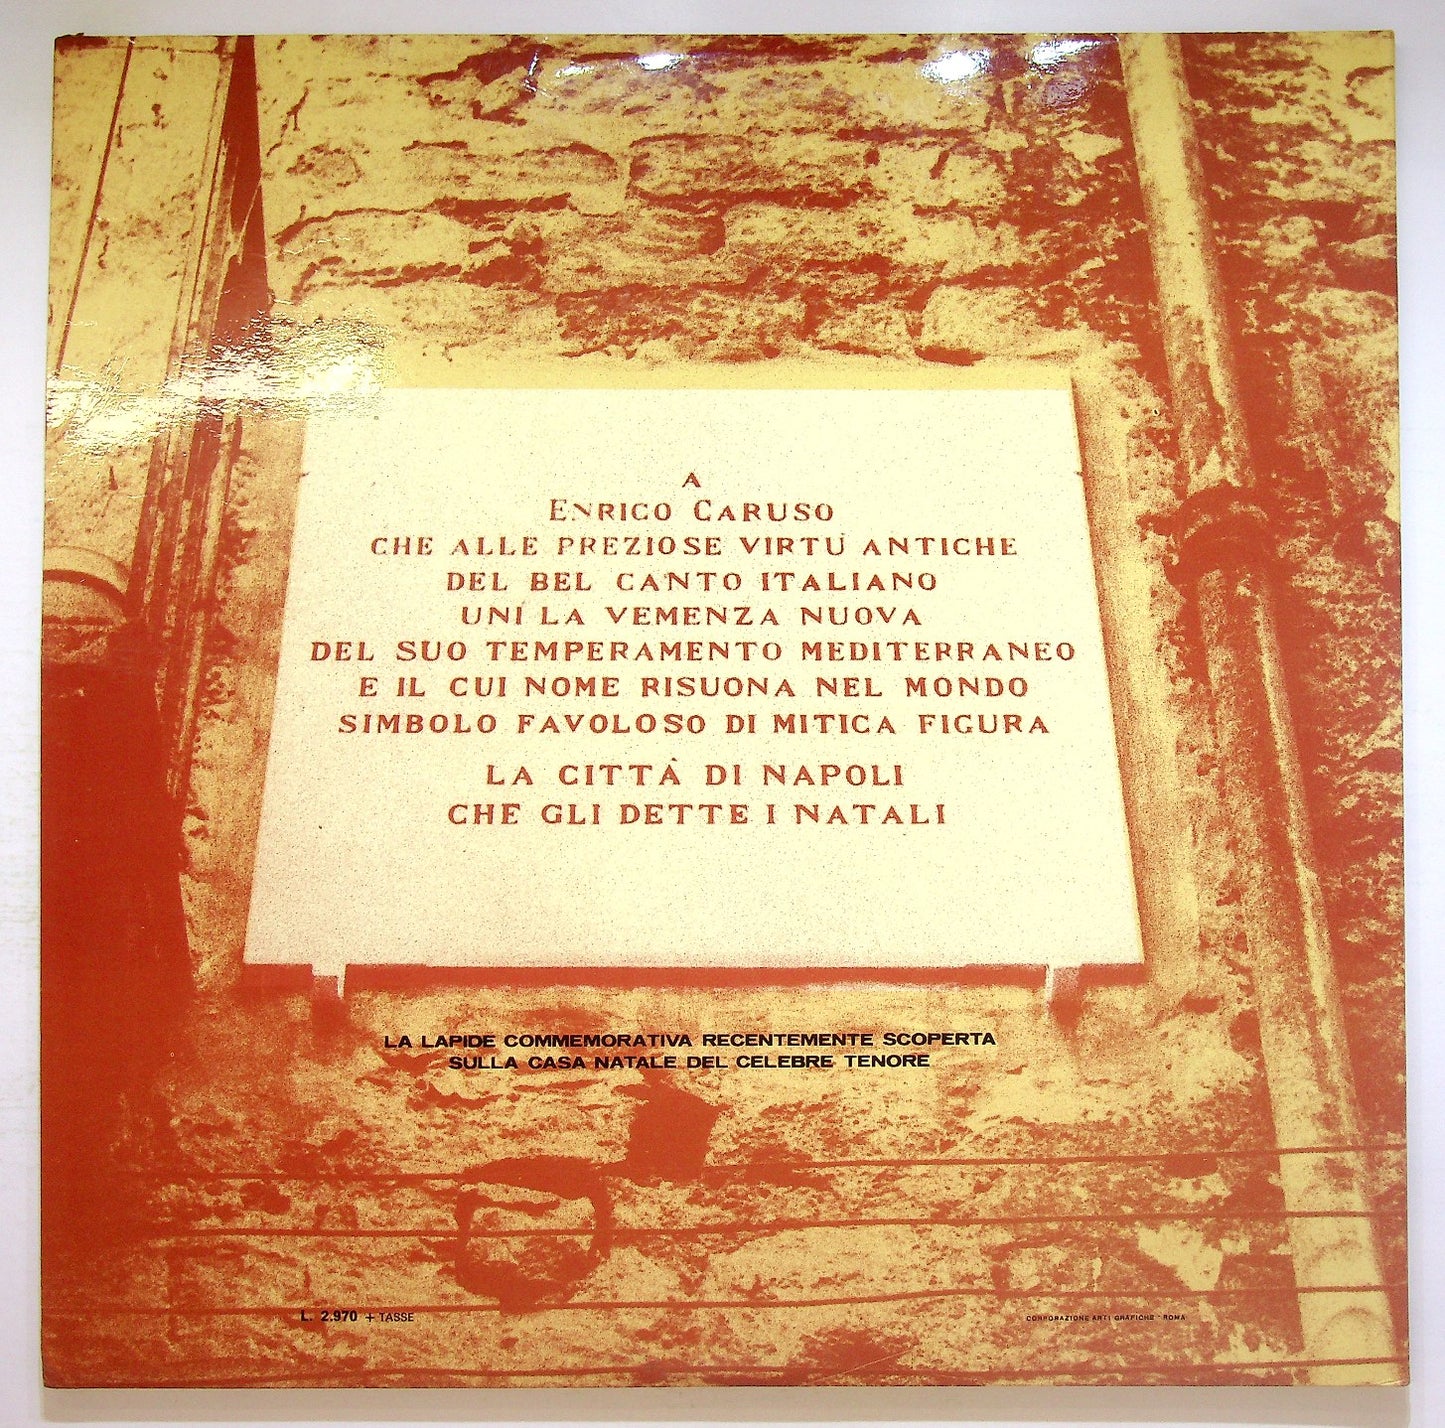 A
ENRICO CARUSO
CHE ALLE PREZIOSE VIRTÙ ANTICHE
DEL BEL CANTO ITALIANO
UNÌ LA VEMENZA NUOVA
DEL SUO TEMPERAMENTO MEDITERRANEO
E IL CUI NOME RISUONA NEL MONDO
SIMBOLO FAVOLOSO DI MITICA FIGURA
LA CITTÀ DI NAPOLI
CHE GLI DETTE I NATALI
LA LAPIDE COMMEMORATIVA RECENTEMENTE SCOPERTA
SULLA CASA NATALE DEL CELEBRE TENORE
L. 2.970 + TASSE
CORPORAZIONE ARTI GRAFICHE - ROMA